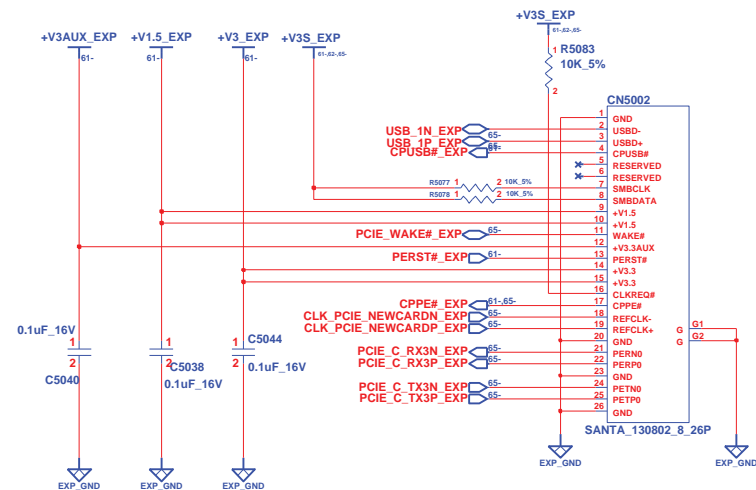 +V3AUX_EXP
61-
+V1.5_EXP
61-
+V3_EXP
61-
+V3S_EXP
61-,62-,65-
+V3S_EXP
61-,62-,65-
1
R5083
10K_5%
2
CN5002
1 GND
USB_1N_EXP 65- 2 USBD-
USB_1P_EXP 65- 3 USBD+
CPUSB#_EXP 61- 4 CPUSB#
5 RESERVED
6 RESERVED
R5077 1 2 10K_5% 7 SMBCLK
R5078 1 2 10K_5% 8 SMBDATA
9 +V1.5
10 +V1.5
PCIE_WAKE#_EXP 65- 11 WAKE#
12 +V3.3AUX
PERST#_EXP 61- 13 PERST#
14 +V3.3
15 +V3.3
16 CLKREQ#
CPPE#_EXP 61-,65- 17 CPPE#
CLK_PCIE_NEWCARDN_EXP 65- 18 REFCLK-
CLK_PCIE_NEWCARDP_EXP 65- 19 REFCLK+
20 GND
PCIE_C_RX3N_EXP 65- 21 PERN0
PCIE_C_RX3P_EXP 65- 22 PERP0
23 GND
PCIE_C_TX3N_EXP 65- 24 PETN0
PCIE_C_TX3P_EXP 65- 25 PETP0
26 GND
G G1
G G2
SANTA_130802_8_26P
0.1uF_16V
1
2
C5040
1
2
C5038
0.1uF_16V
1
2
C5044
0.1uF_16V
EXP_GND
EXP_GND
EXP_GND
EXP_GND
EXP_GND